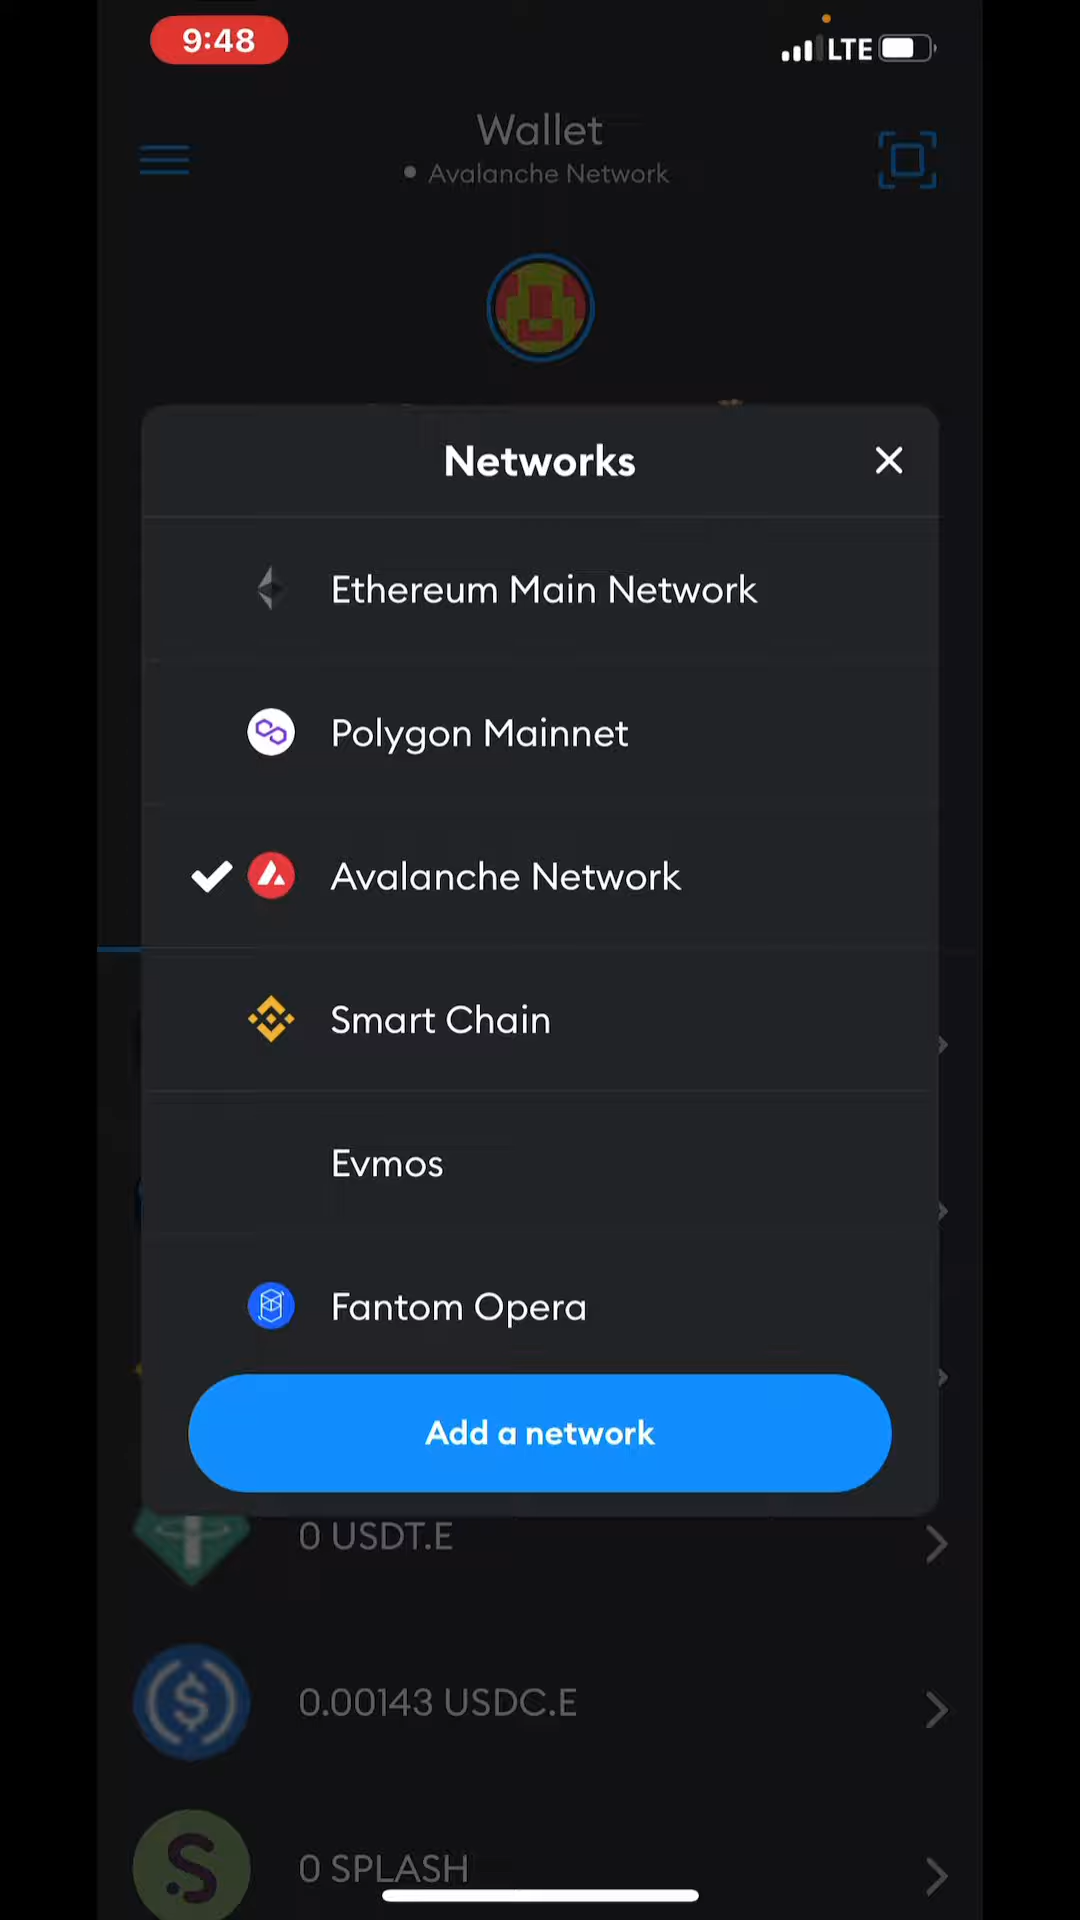 9:48
LTE
Wallet
Avalanche Network
Networks
Ethereum Main Network
Polygon Mainnet
Avalanche Network
Smart Chain
Evmos
Fantom Opera
Add a network
0 USDT.E
0.00143 USDC.E
0 SPLASH